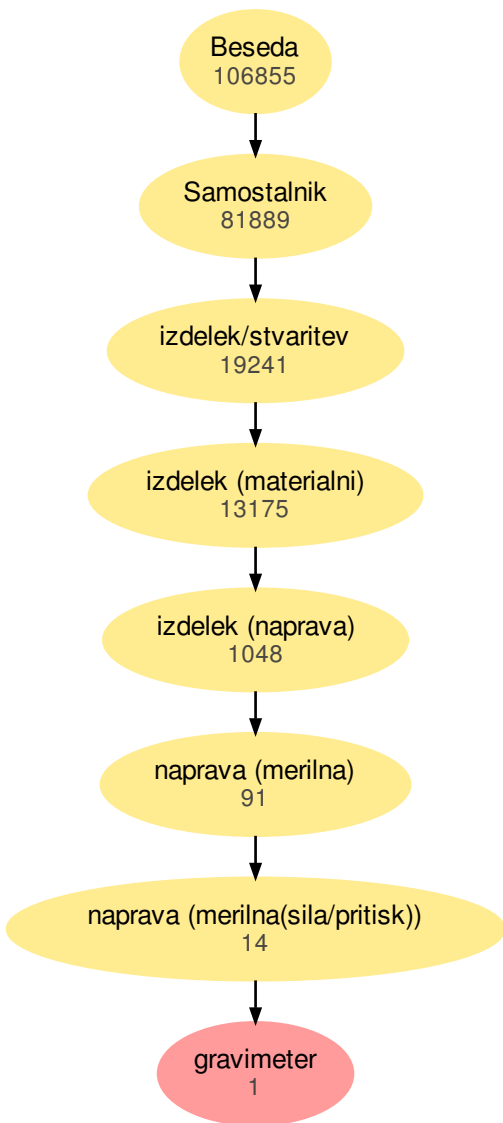 Beseda
106855
Samostalnik
81889
izdelek/stvaritev
19241
izdelek (materialni)
13175
izdelek (naprava)
1048
naprava (merilna)
91
naprava (merilna(sila/pritisk))
14
gravimeter
1